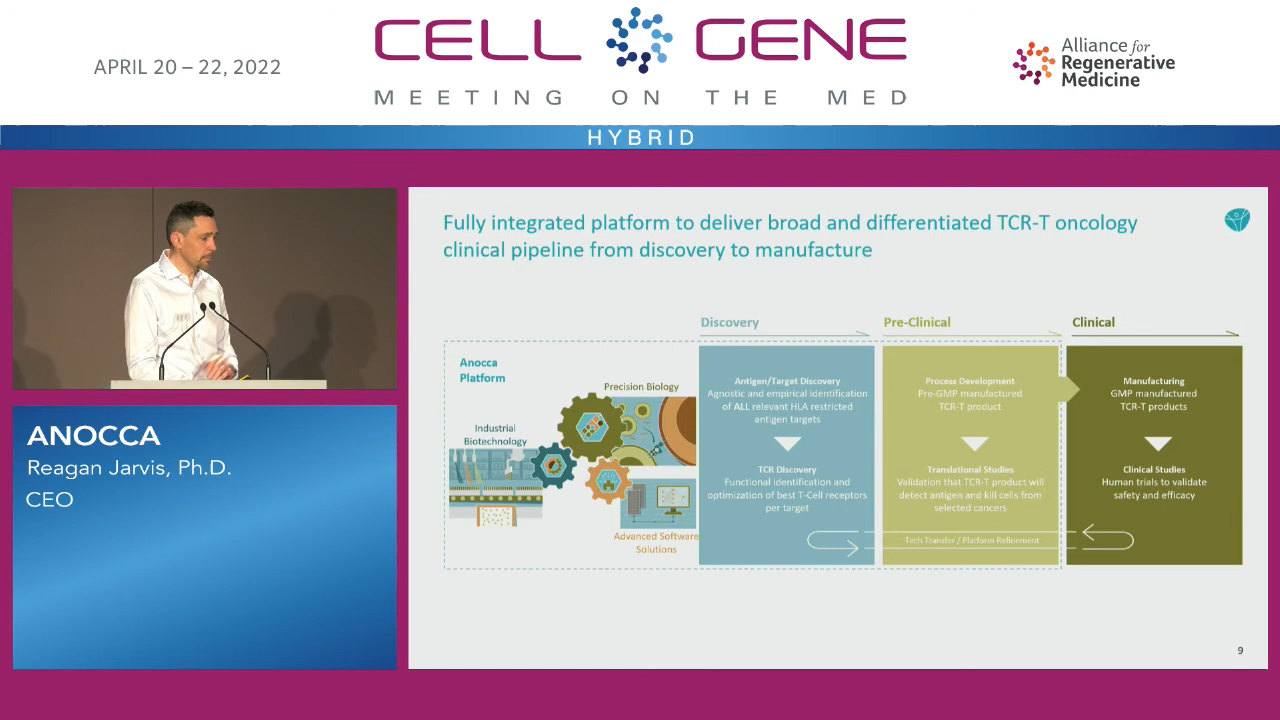 APRIL 20 – 22, 2022
CELL GENE
MEETING ON THE MED
Alliance for
Regenerative
Medicine
HYBRID
ANOCCA
Reagan Jarvis, Ph.D.
CEO
Fully integrated platform to deliver broad and differentiated TCR-T oncology
clinical pipeline from discovery to manufacture
Discovery
Pre-Clinical
Clinical
Anocca
Platform
Precision Biology
Industrial
Biotechnology
Advanced Software
Solutions
Antigen/Target Discovery
Agnostic and empirical identification
of ALL relevant HLA restricted
antigen targets
TCR Discovery
Functional identification and
optimization of best T-Cell receptors
per target
Process Development
Pre-GMP manufactured
TCR-T product
Translational Studies
Validation that TCR-T product will
detect antigen and kill cells from
selected cancers
Manufacturing
GMP manufactured
TCR-T products
Clinical Studies
Human trials to validate
safety and efficacy
Tech Transfer / Platform Refinement
9